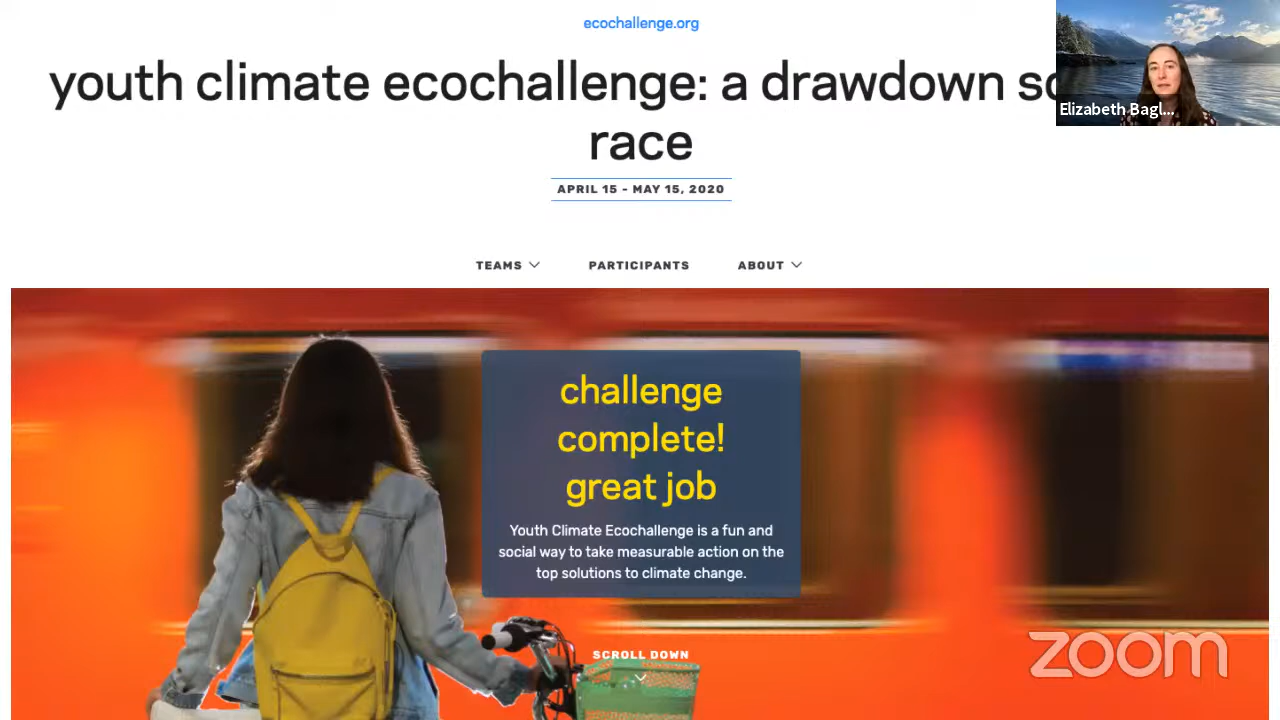 ecochallenge.org
youth climate ecochallenge: a drawdown
race
APRIL 15 - MAY 15, 2020
Elizabeth Bagl...
TEAMS
PARTICIPANTS
ABOUT
challenge
complete!
great job
Youth Climate Ecochallenge is a fun and
social way to take measurable action on the
top solutions to climate change.
SCROLL DOWN
zoom